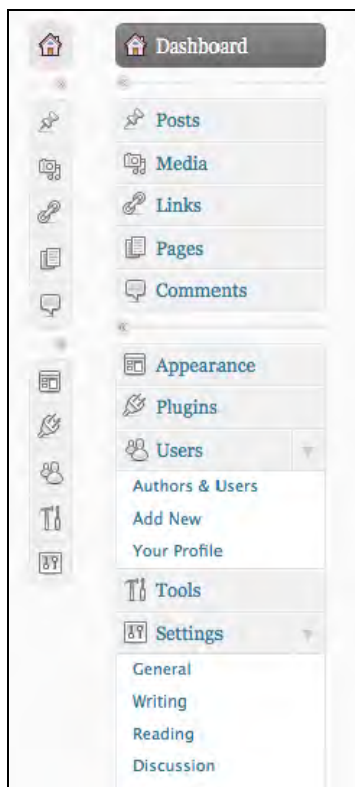 Dashboard
Posts
Media
Links
Pages
Comments
Appearance
Plugins
Users
Authors & Users
Add New
Your Profile
Tools
Settings
General
Writing
Reading
Discussion